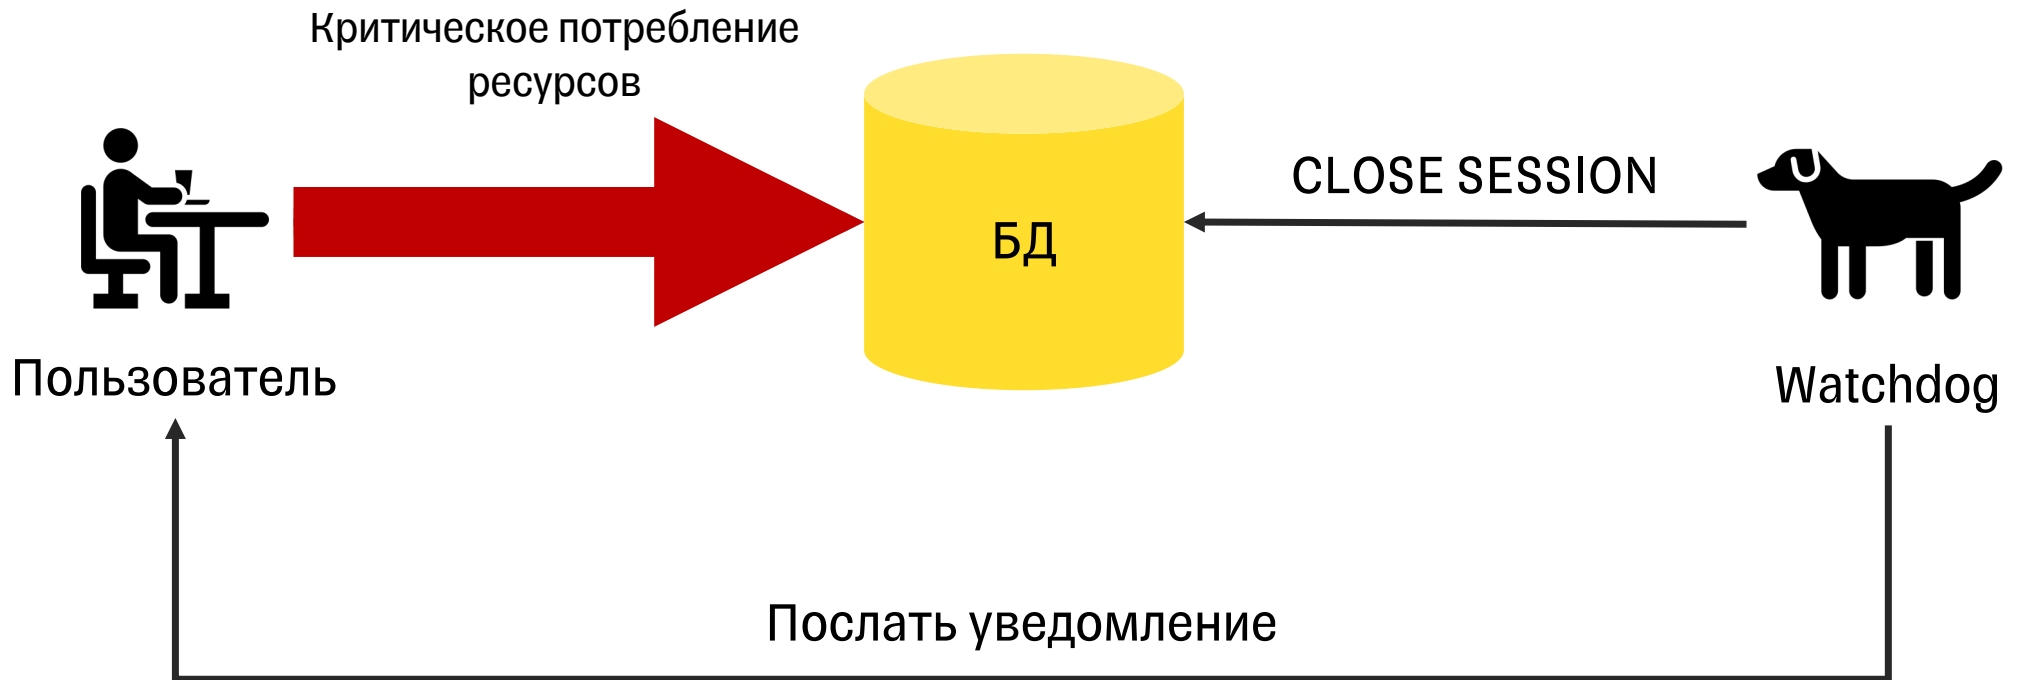 Критическое потребление
ресурсов
CLOSE SESSION
БД
Пользователь
Watchdog
Послать уведомление